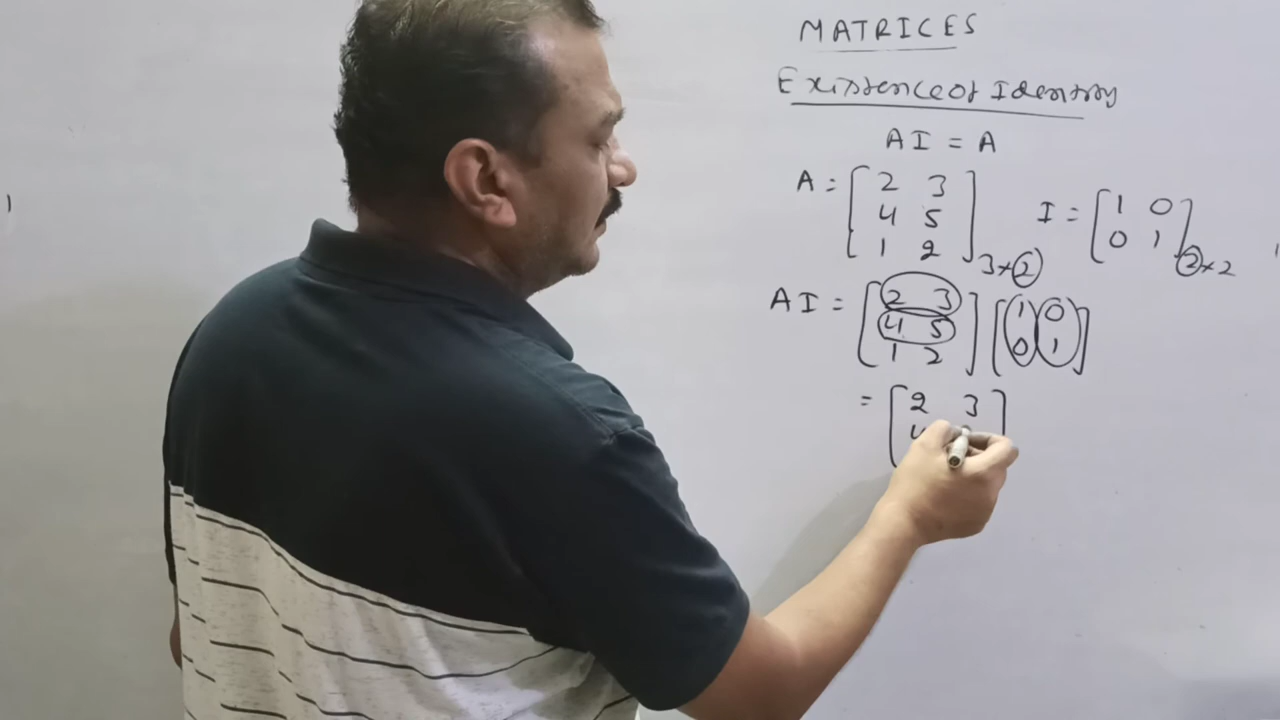 MATRICES
Existence of Identity
AI = A
A = [ 2 3
4 5
1 2 ] 3×2 I = [ 1 0
0 1 ] 2×2
AI = [ 2 3
4 5
1 2 ] [ 1 0
0 1 ]
= [ 2 3
4 ]